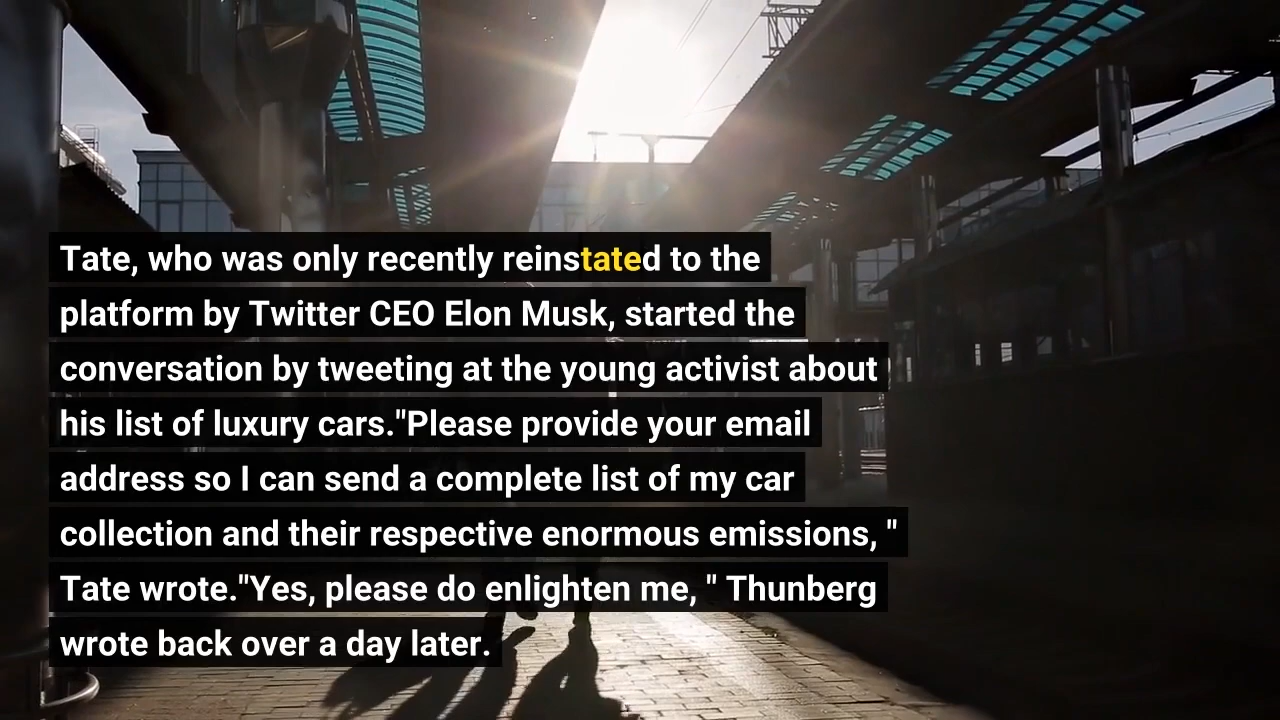 Tate, who was only recently reinstated to the
platform by Twitter CEO Elon Musk, started the
conversation by tweeting at the young activist about
his list of luxury cars."Please provide your email
address so I can send a complete list of my car
collection and their respective enormous emissions, "
Tate wrote."Yes, please do enlighten me, " Thunberg
wrote back over a day later.